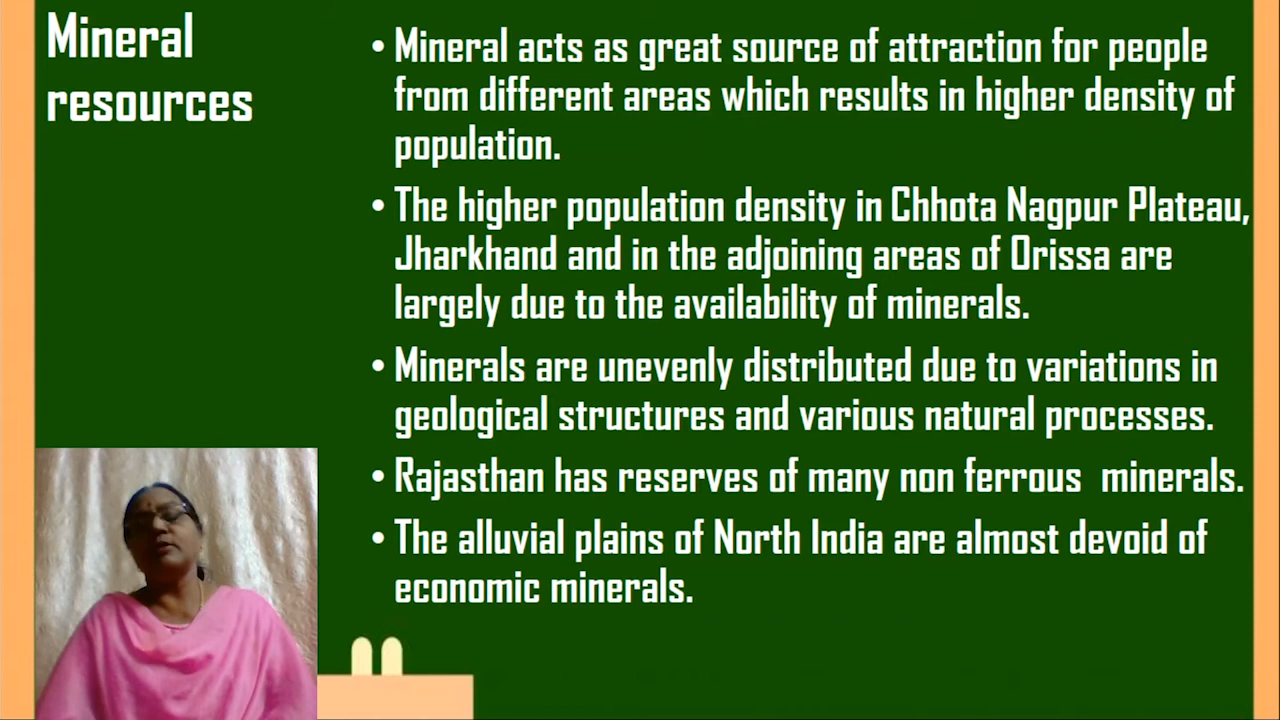 Mineral
resources
• Mineral acts as great source of attraction for people
from different areas which results in higher density of
population.
• The higher population density in Chhota Nagpur Plateau,
Jharkhand and in the adjoining areas of Orissa are
largely due to the availability of minerals.
• Minerals are unevenly distributed due to variations in
geological structures and various natural processes.
• Rajasthan has reserves of many non ferrous  minerals.
• The alluvial plains of North India are almost devoid of
economic minerals.